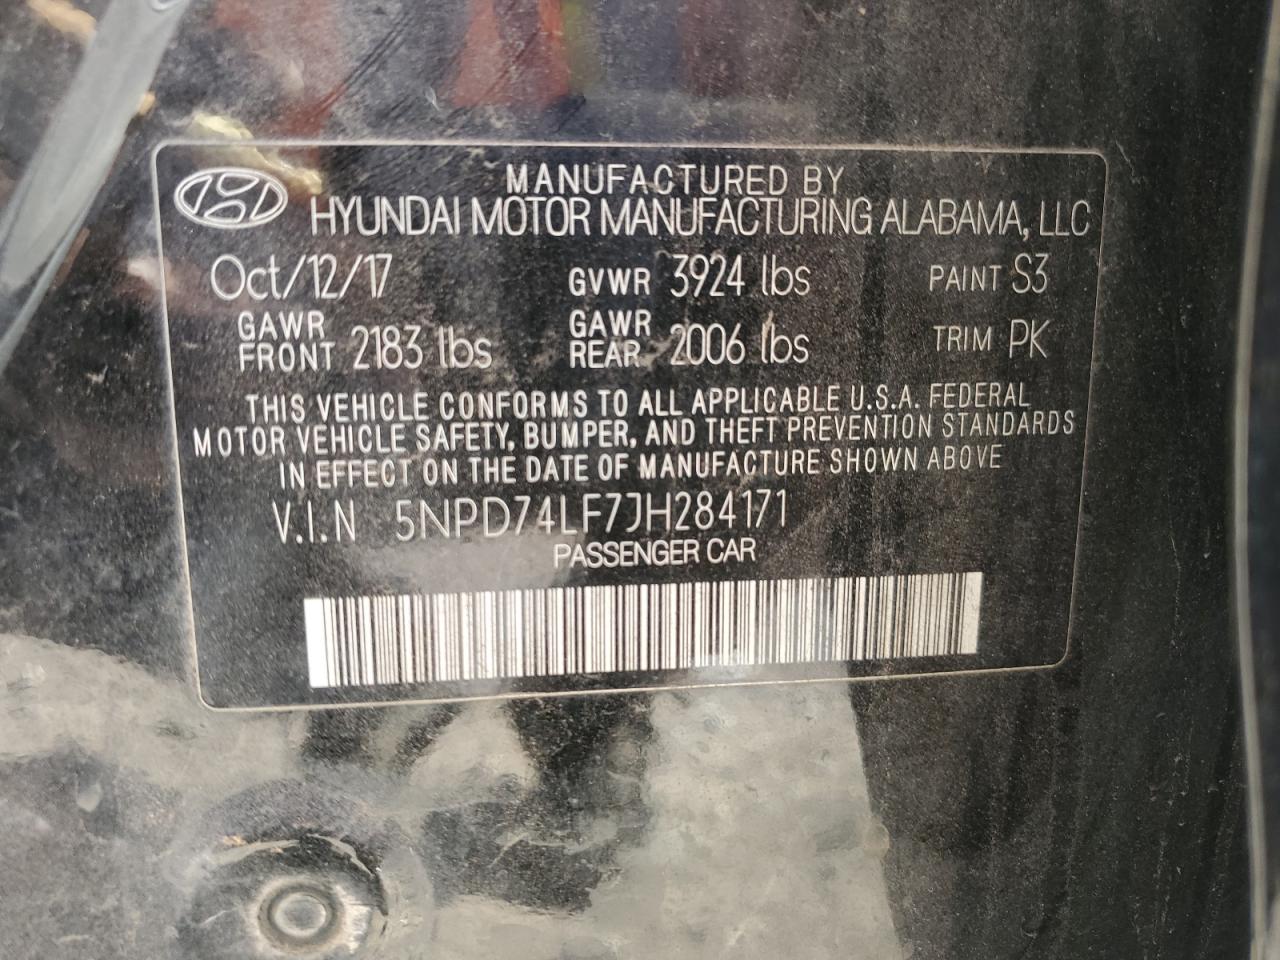 MANUFACTURED BY
HYUNDAI MOTOR MANUFACTURING ALABAMA, LLC
Oct/12/17 GVWR 3924 lbs PAINT S3
GAWR FRONT 2183 lbs GAWR REAR 2006 lbs TRIM PK
THIS VEHICLE CONFORMS TO ALL APPLICABLE U.S.A. FEDERAL
MOTOR VEHICLE SAFETY, BUMPER, AND THEFT PREVENTION STANDARDS
IN EFFECT ON THE DATE OF MANUFACTURE SHOWN ABOVE
V.I.N 5NPD74LF7JH284171
PASSENGER CAR